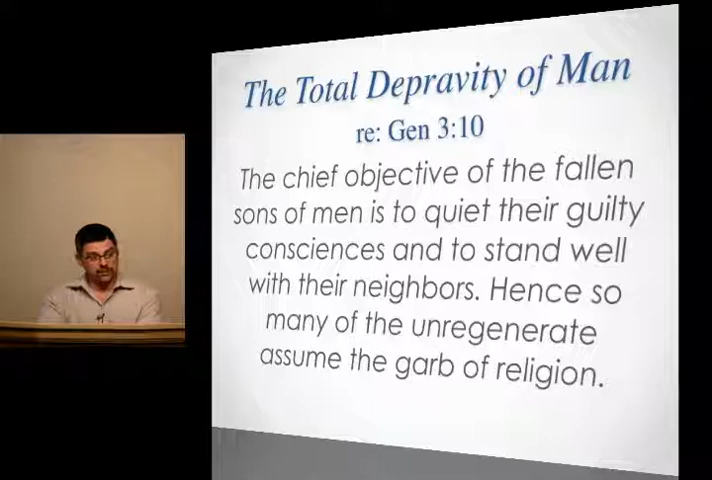 The Total Depravity of Man
re: Gen 3:10
The chief objective of the fallen
sons of men is to quiet their guilty
consciences and to stand well
with their neighbors. Hence so
many of the unregenerate
assume the garb of religion.